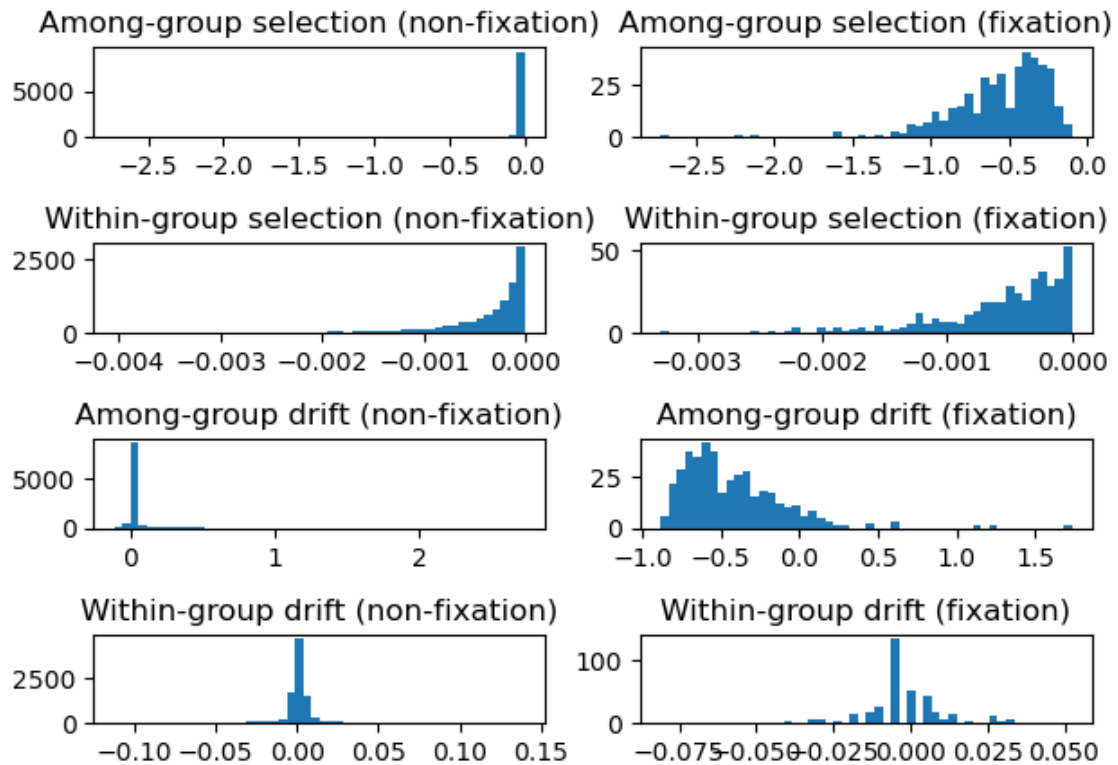 Among-group selection (non-fixation)
5000
0
−2.5 −2.0 −1.5 −1.0 −0.5 0.0
Among-group selection (fixation)
25
0
−2.5 −2.0 −1.5 −1.0 −0.5 0.0
Within-group selection (non-fixation)
2500
0
−0.004 −0.003 −0.002 −0.001 0.000
Within-group selection (fixation)
50
0
−0.003 −0.002 −0.001 0.000
Among-group drift (non-fixation)
5000
0
0 1 2
Among-group drift (fixation)
25
0
−1.0 −0.5 0.0 0.5 1.0 1.5
Within-group drift (non-fixation)
2500
0
−0.10 −0.05 0.00 0.05 0.10 0.15
Within-group drift (fixation)
100
0
−0.075 −0.050 −0.025 0.000 0.025 0.050